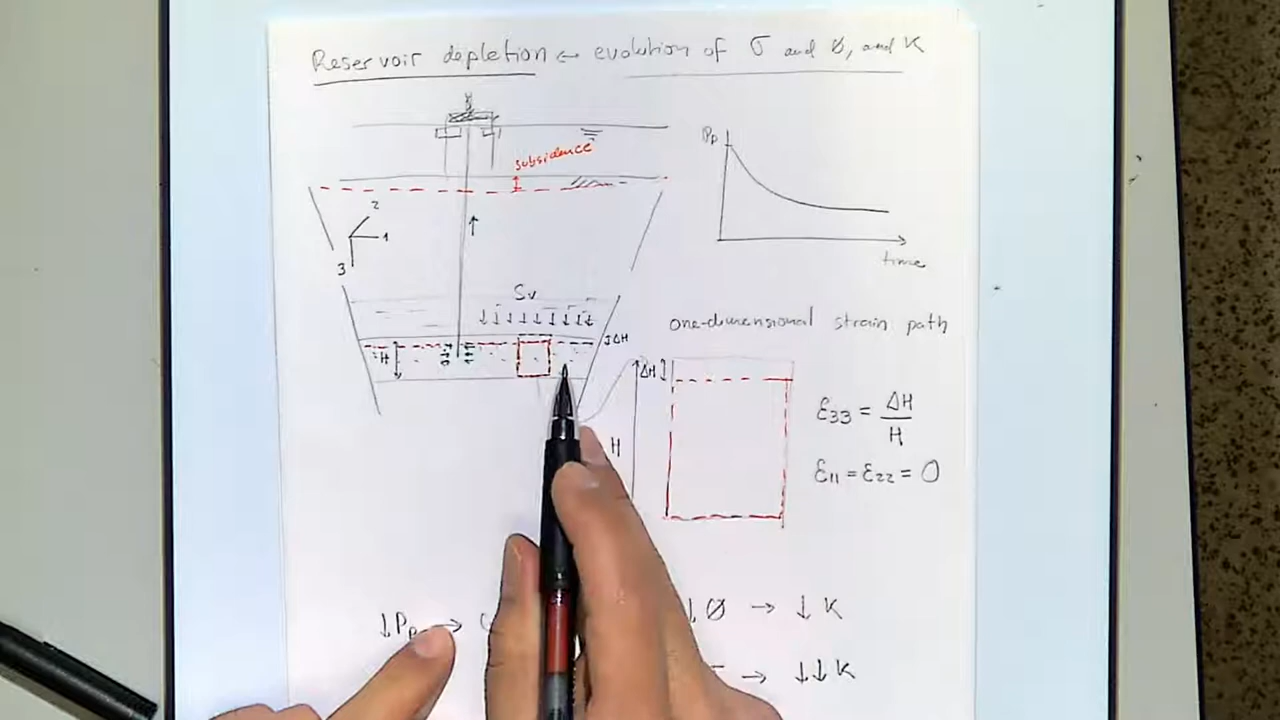 Reservoir depletion ↔ evolution of σ and ∅, and K
subsidence
Pp
time
1
2
3
Sv
H
ΔH
one-dimensional strain path
ΔH
H
ε33 = ΔH / H
ε11 = ε22 = 0
↓Pp →
↓∅ → ↓ K
→ ↓↓ K